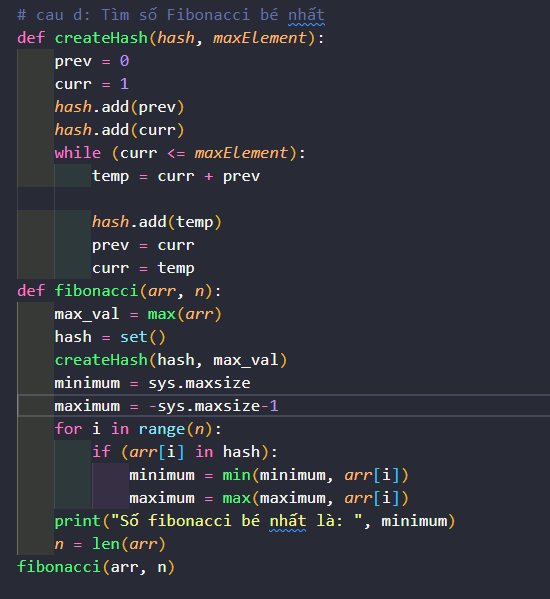 # cau d: Tìm số Fibonacci bé nhất
def createHash(hash, maxElement):
    prev = 0
    curr = 1
    hash.add(prev)
    hash.add(curr)
    while (curr <= maxElement):
        temp = curr + prev

        hash.add(temp)
        prev = curr
        curr = temp
def fibonacci(arr, n):
    max_val = max(arr)
    hash = set()
    createHash(hash, max_val)
    minimum = sys.maxsize
    maximum = -sys.maxsize-1
    for i in range(n):
        if (arr[i] in hash):
            minimum = min(minimum, arr[i])
            maximum = max(maximum, arr[i])
    print("Số fibonacci bé nhất là: ", minimum)
    n = len(arr)
fibonacci(arr, n)